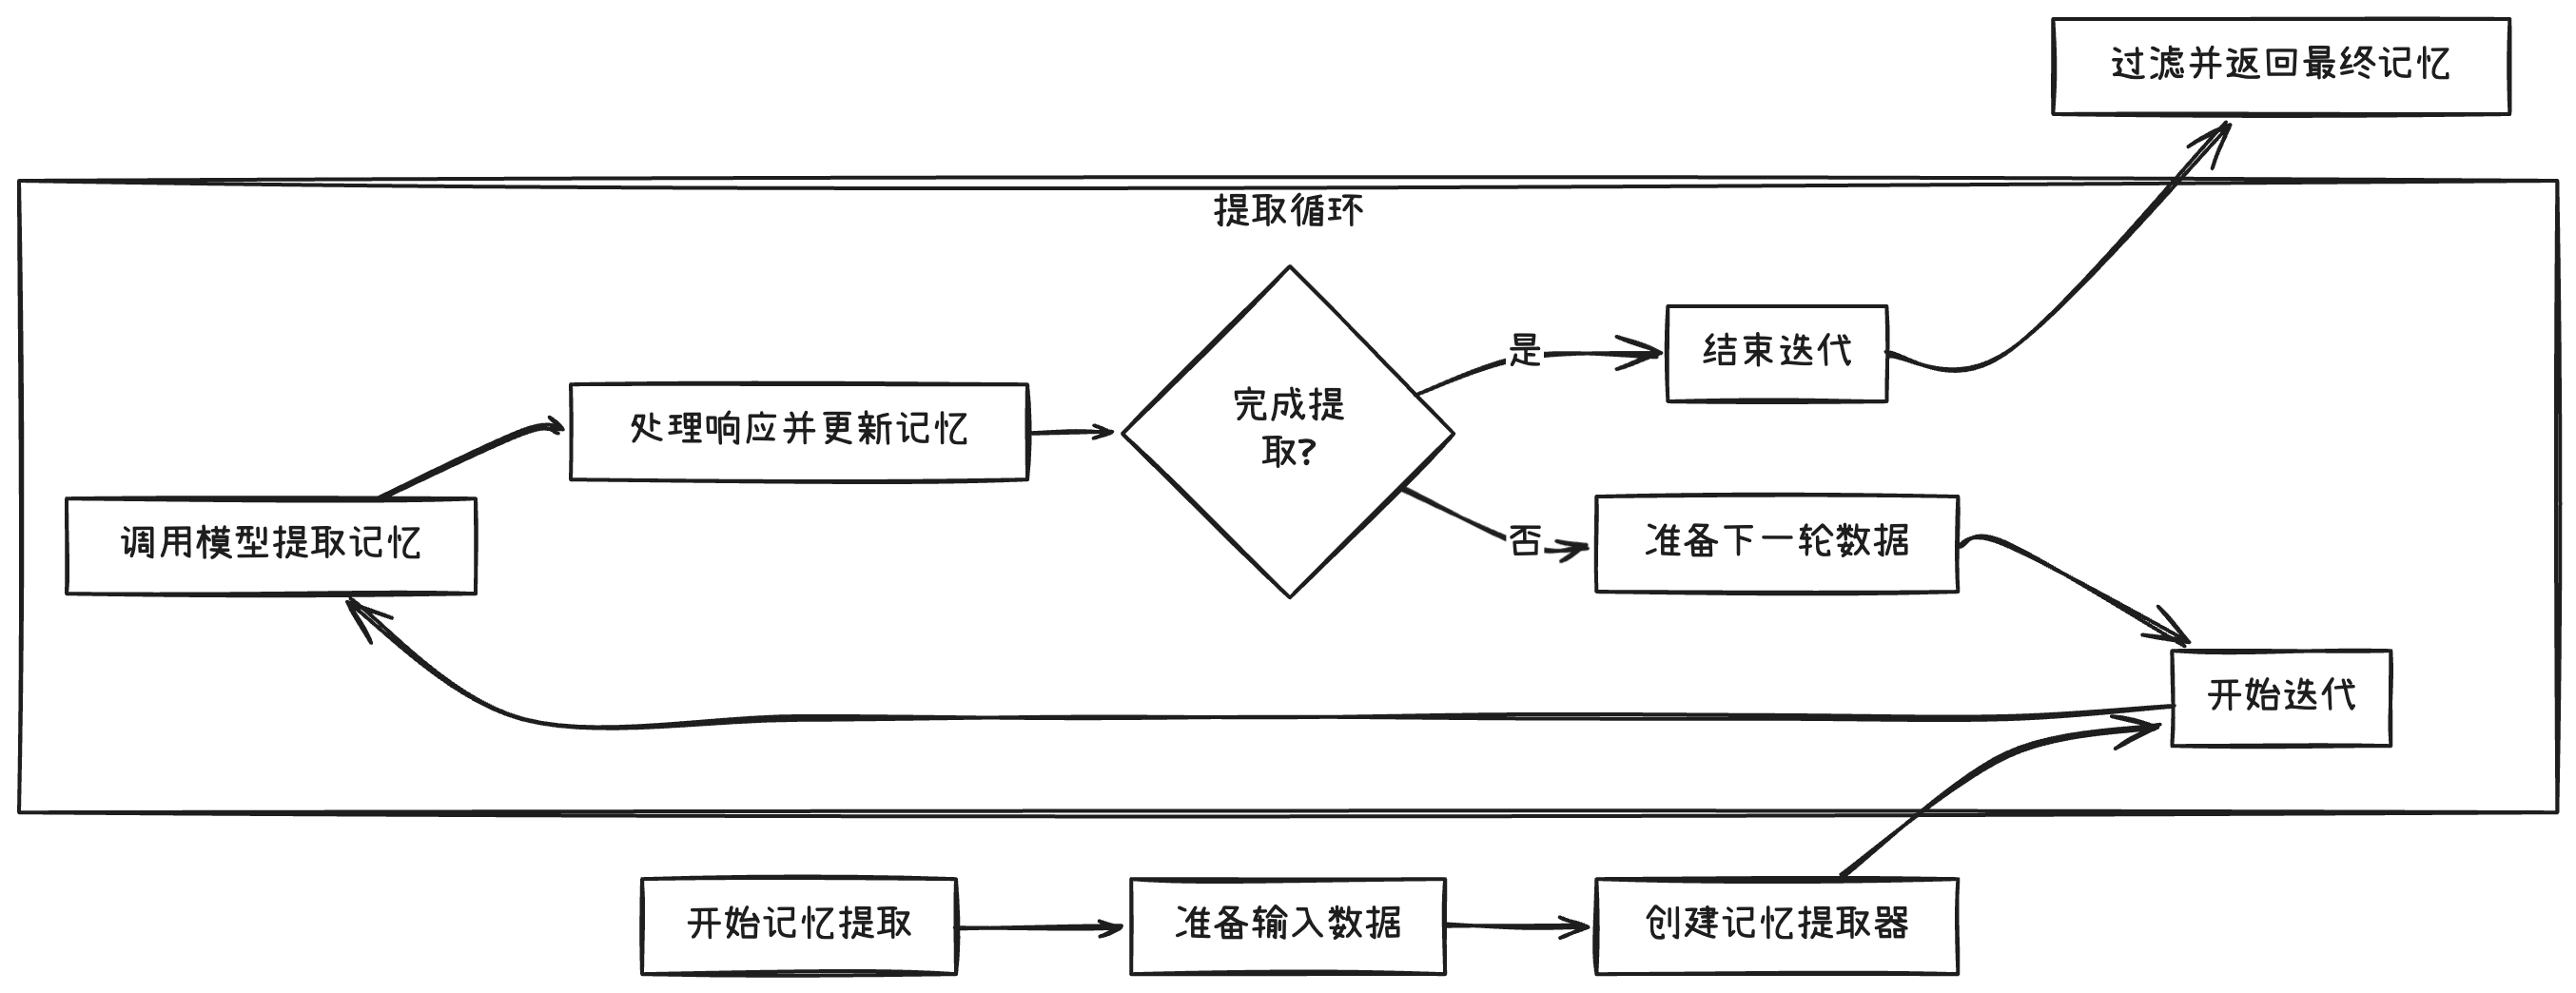 过滤并返回最终记忆
提取循环
是
结束迭代
完成提
取?
处理响应并更新记忆
调用模型提取记忆
否
准备下一轮数据
开始迭代
开始记忆提取
准备输入数据
创建记忆提取器